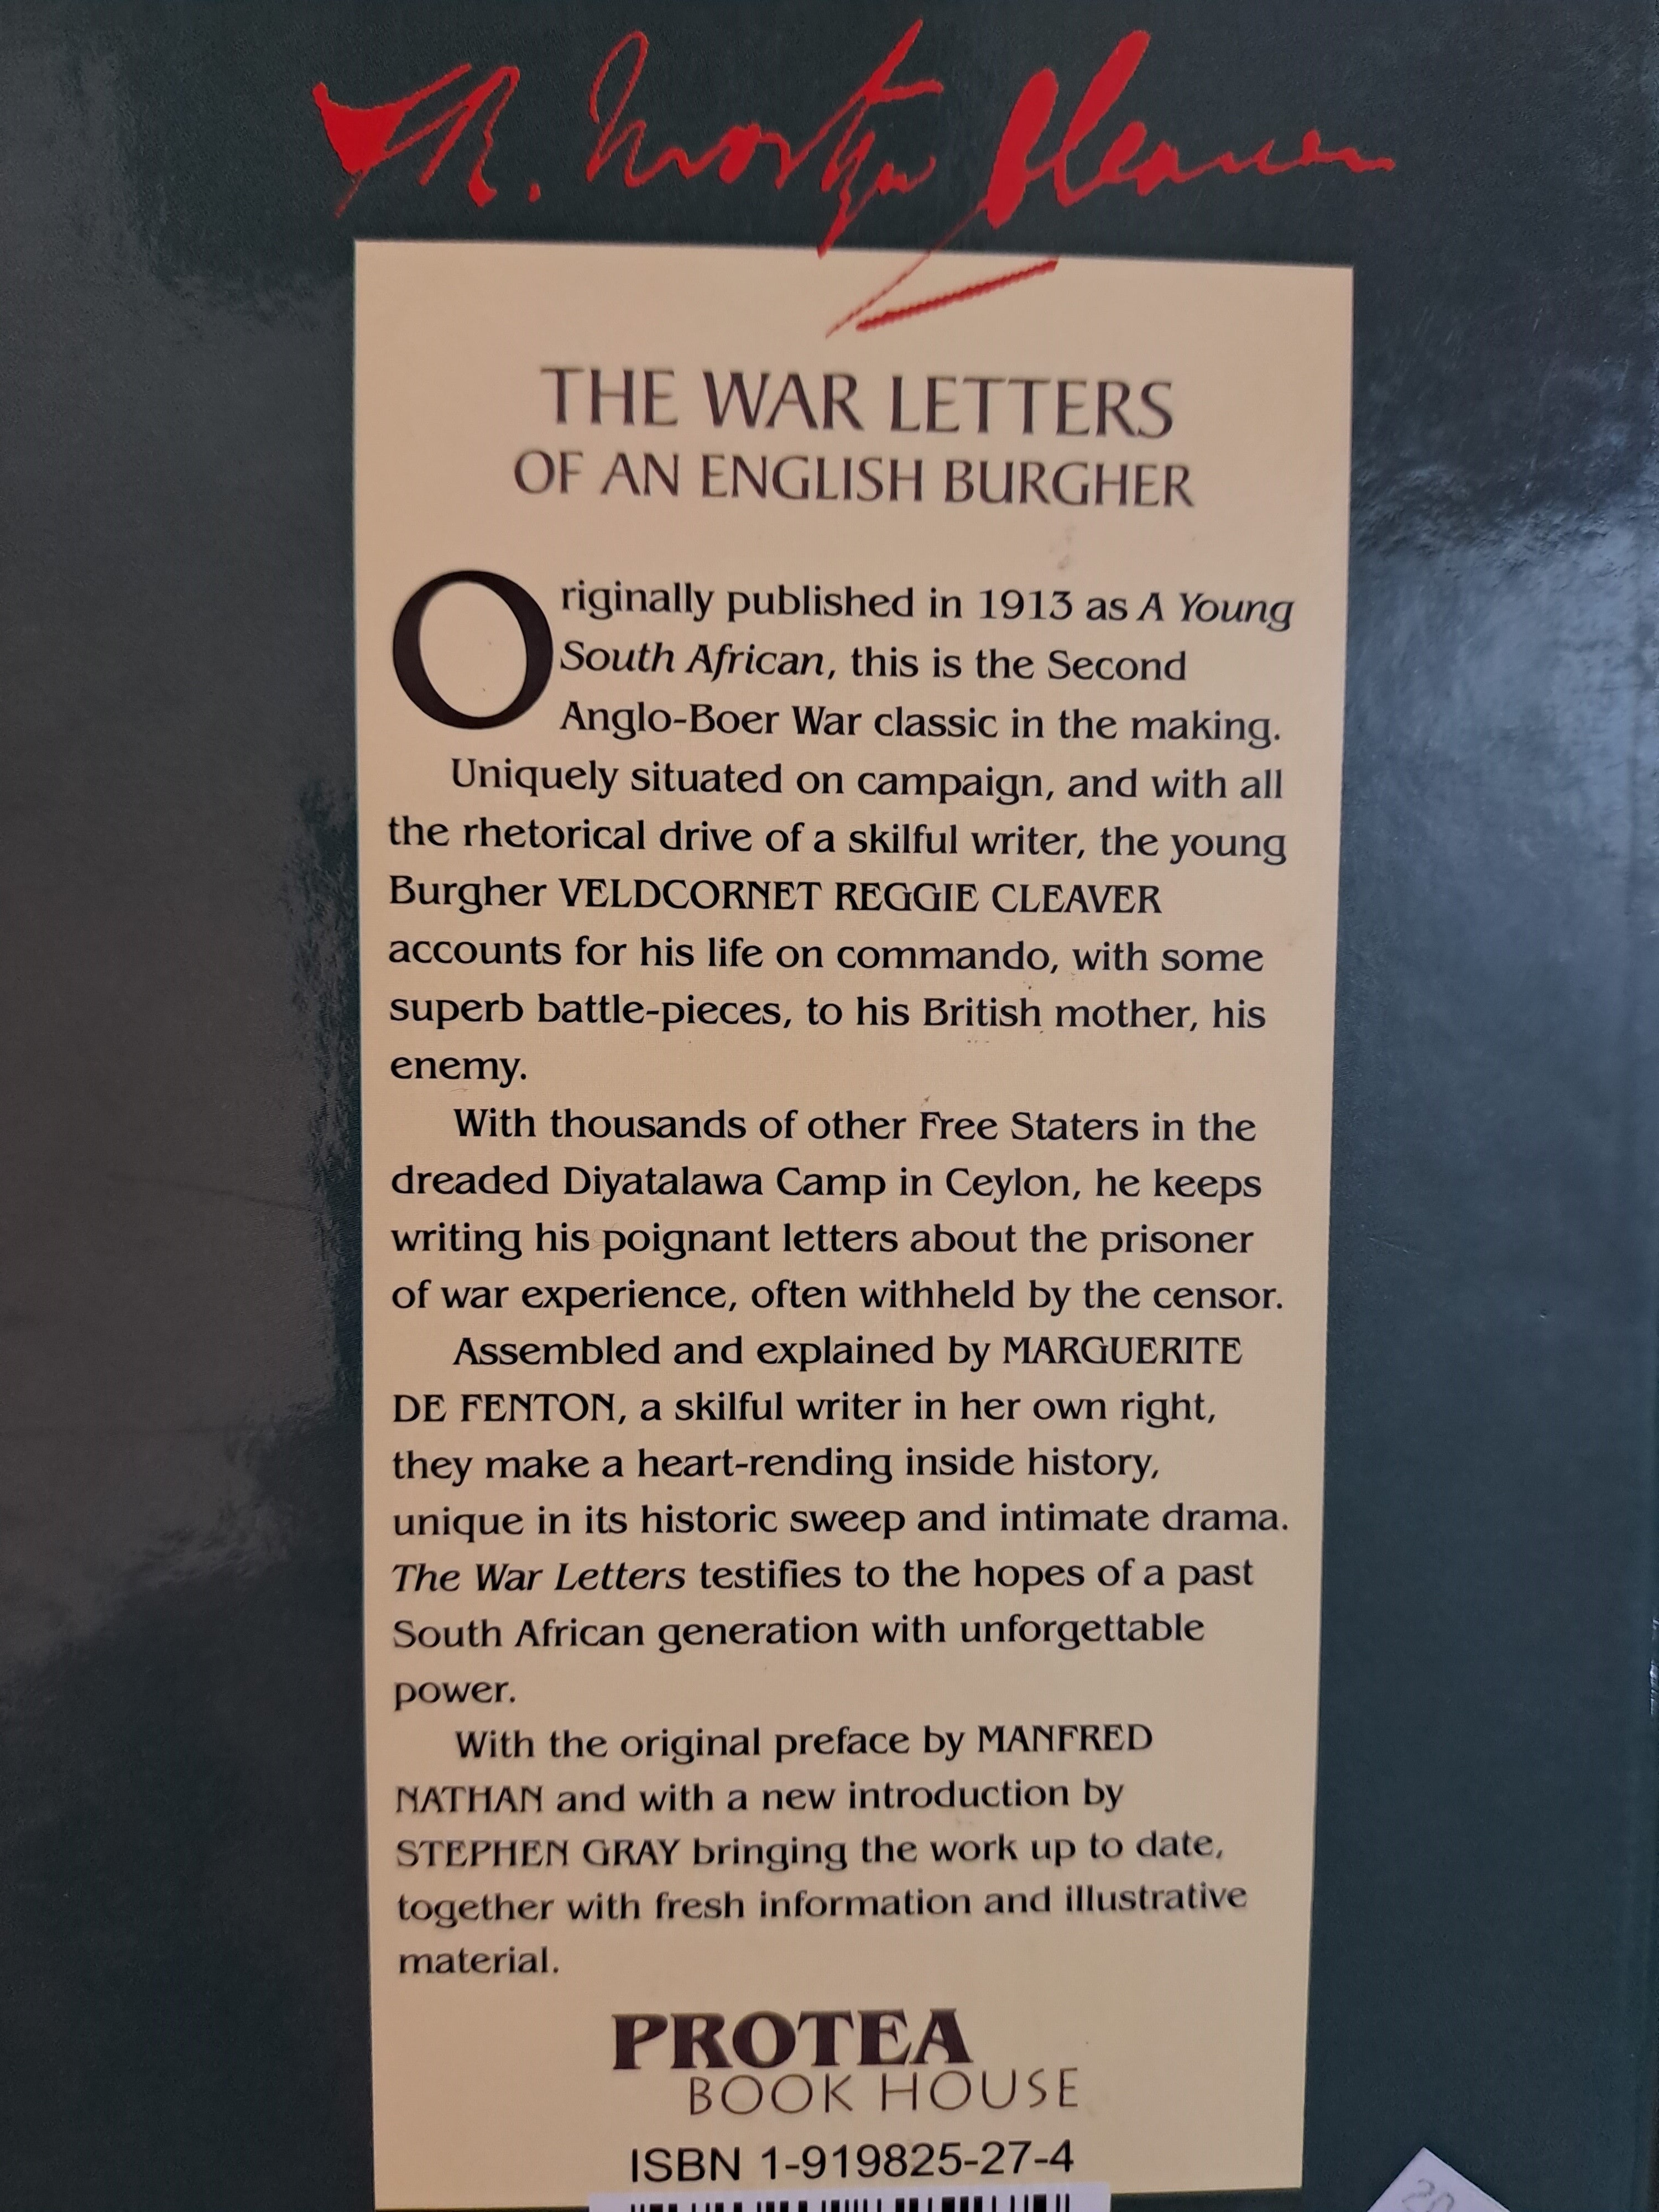 M. Mostyn Cleaver
THE WAR LETTERS
OF AN ENGLISH BURGHER
Originally published in 1913 as A Young
South African, this is the Second
Anglo-Boer War classic in the making.
Uniquely situated on campaign, and with all
the rhetorical drive of a skilful writer, the young
Burgher VELDCORNET REGGIE CLEAVER
accounts for his life on commando, with some
superb battle-pieces, to his British mother, his
enemy.
With thousands of other Free Staters in the
dreaded Diyatalawa Camp in Ceylon, he keeps
writing his poignant letters about the prisoner
of war experience, often withheld by the censor.
Assembled and explained by MARGUERITE
DE FENTON, a skilful writer in her own right,
they make a heart-rending inside history,
unique in its historic sweep and intimate drama.
The War Letters testifies to the hopes of a past
South African generation with unforgettable
power.
With the original preface by MANFRED
NATHAN and with a new introduction by
STEPHEN GRAY bringing the work up to date,
together with fresh information and illustrative
material.
PROTEA
BOOK HOUSE
ISBN 1-919825-27-4